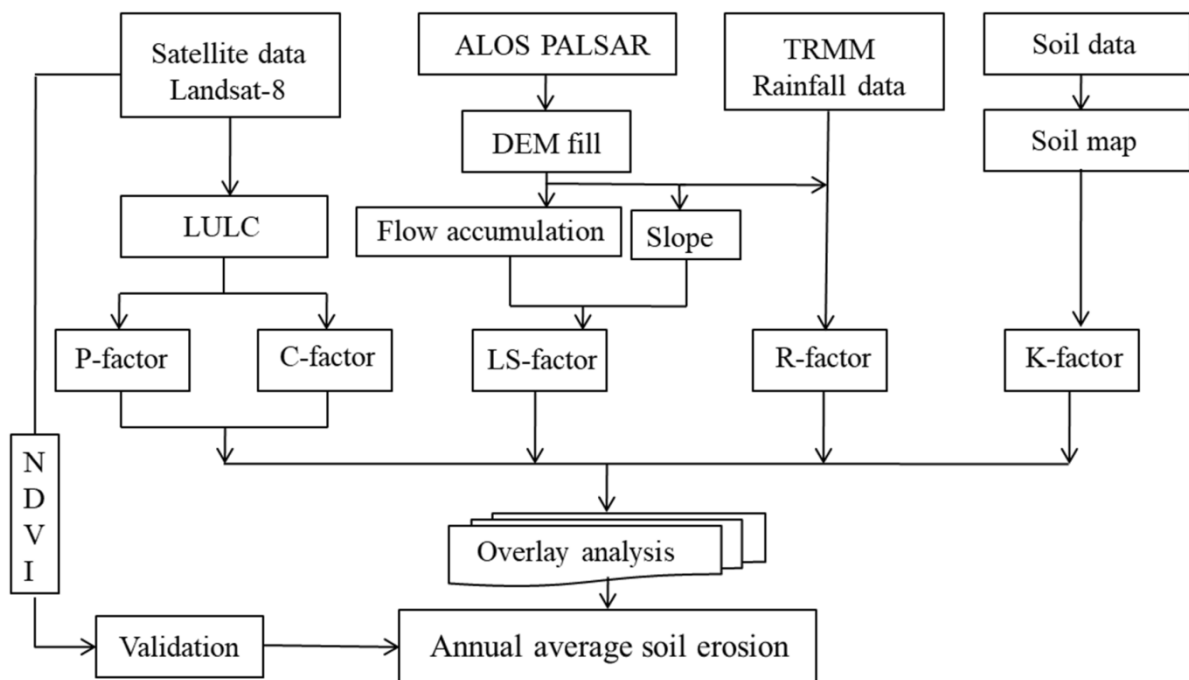 Satellite data
Landsat-8
ALOS PALSAR
TRMM
Rainfall data
Soil data
DEM fill
Soil map
LULC
Flow accumulation
Slope
P-factor
C-factor
LS-factor
R-factor
K-factor
N
D
V
I
Overlay analysis
Validation
Annual average soil erosion